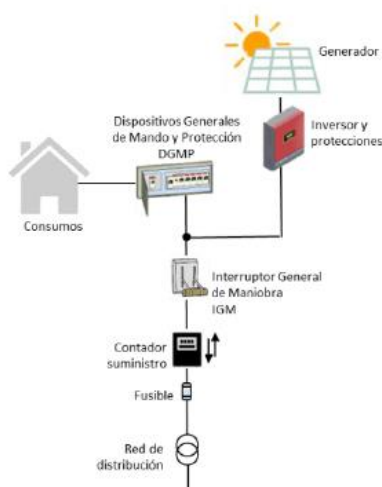 Generador
Dispositivos Generales
de Mando y Protección
DGMP
Inversor y
protecciones
Consumos
Interruptor General
de Maniobra
IGM
Contador
suministro
Fusible
Red de
distribución